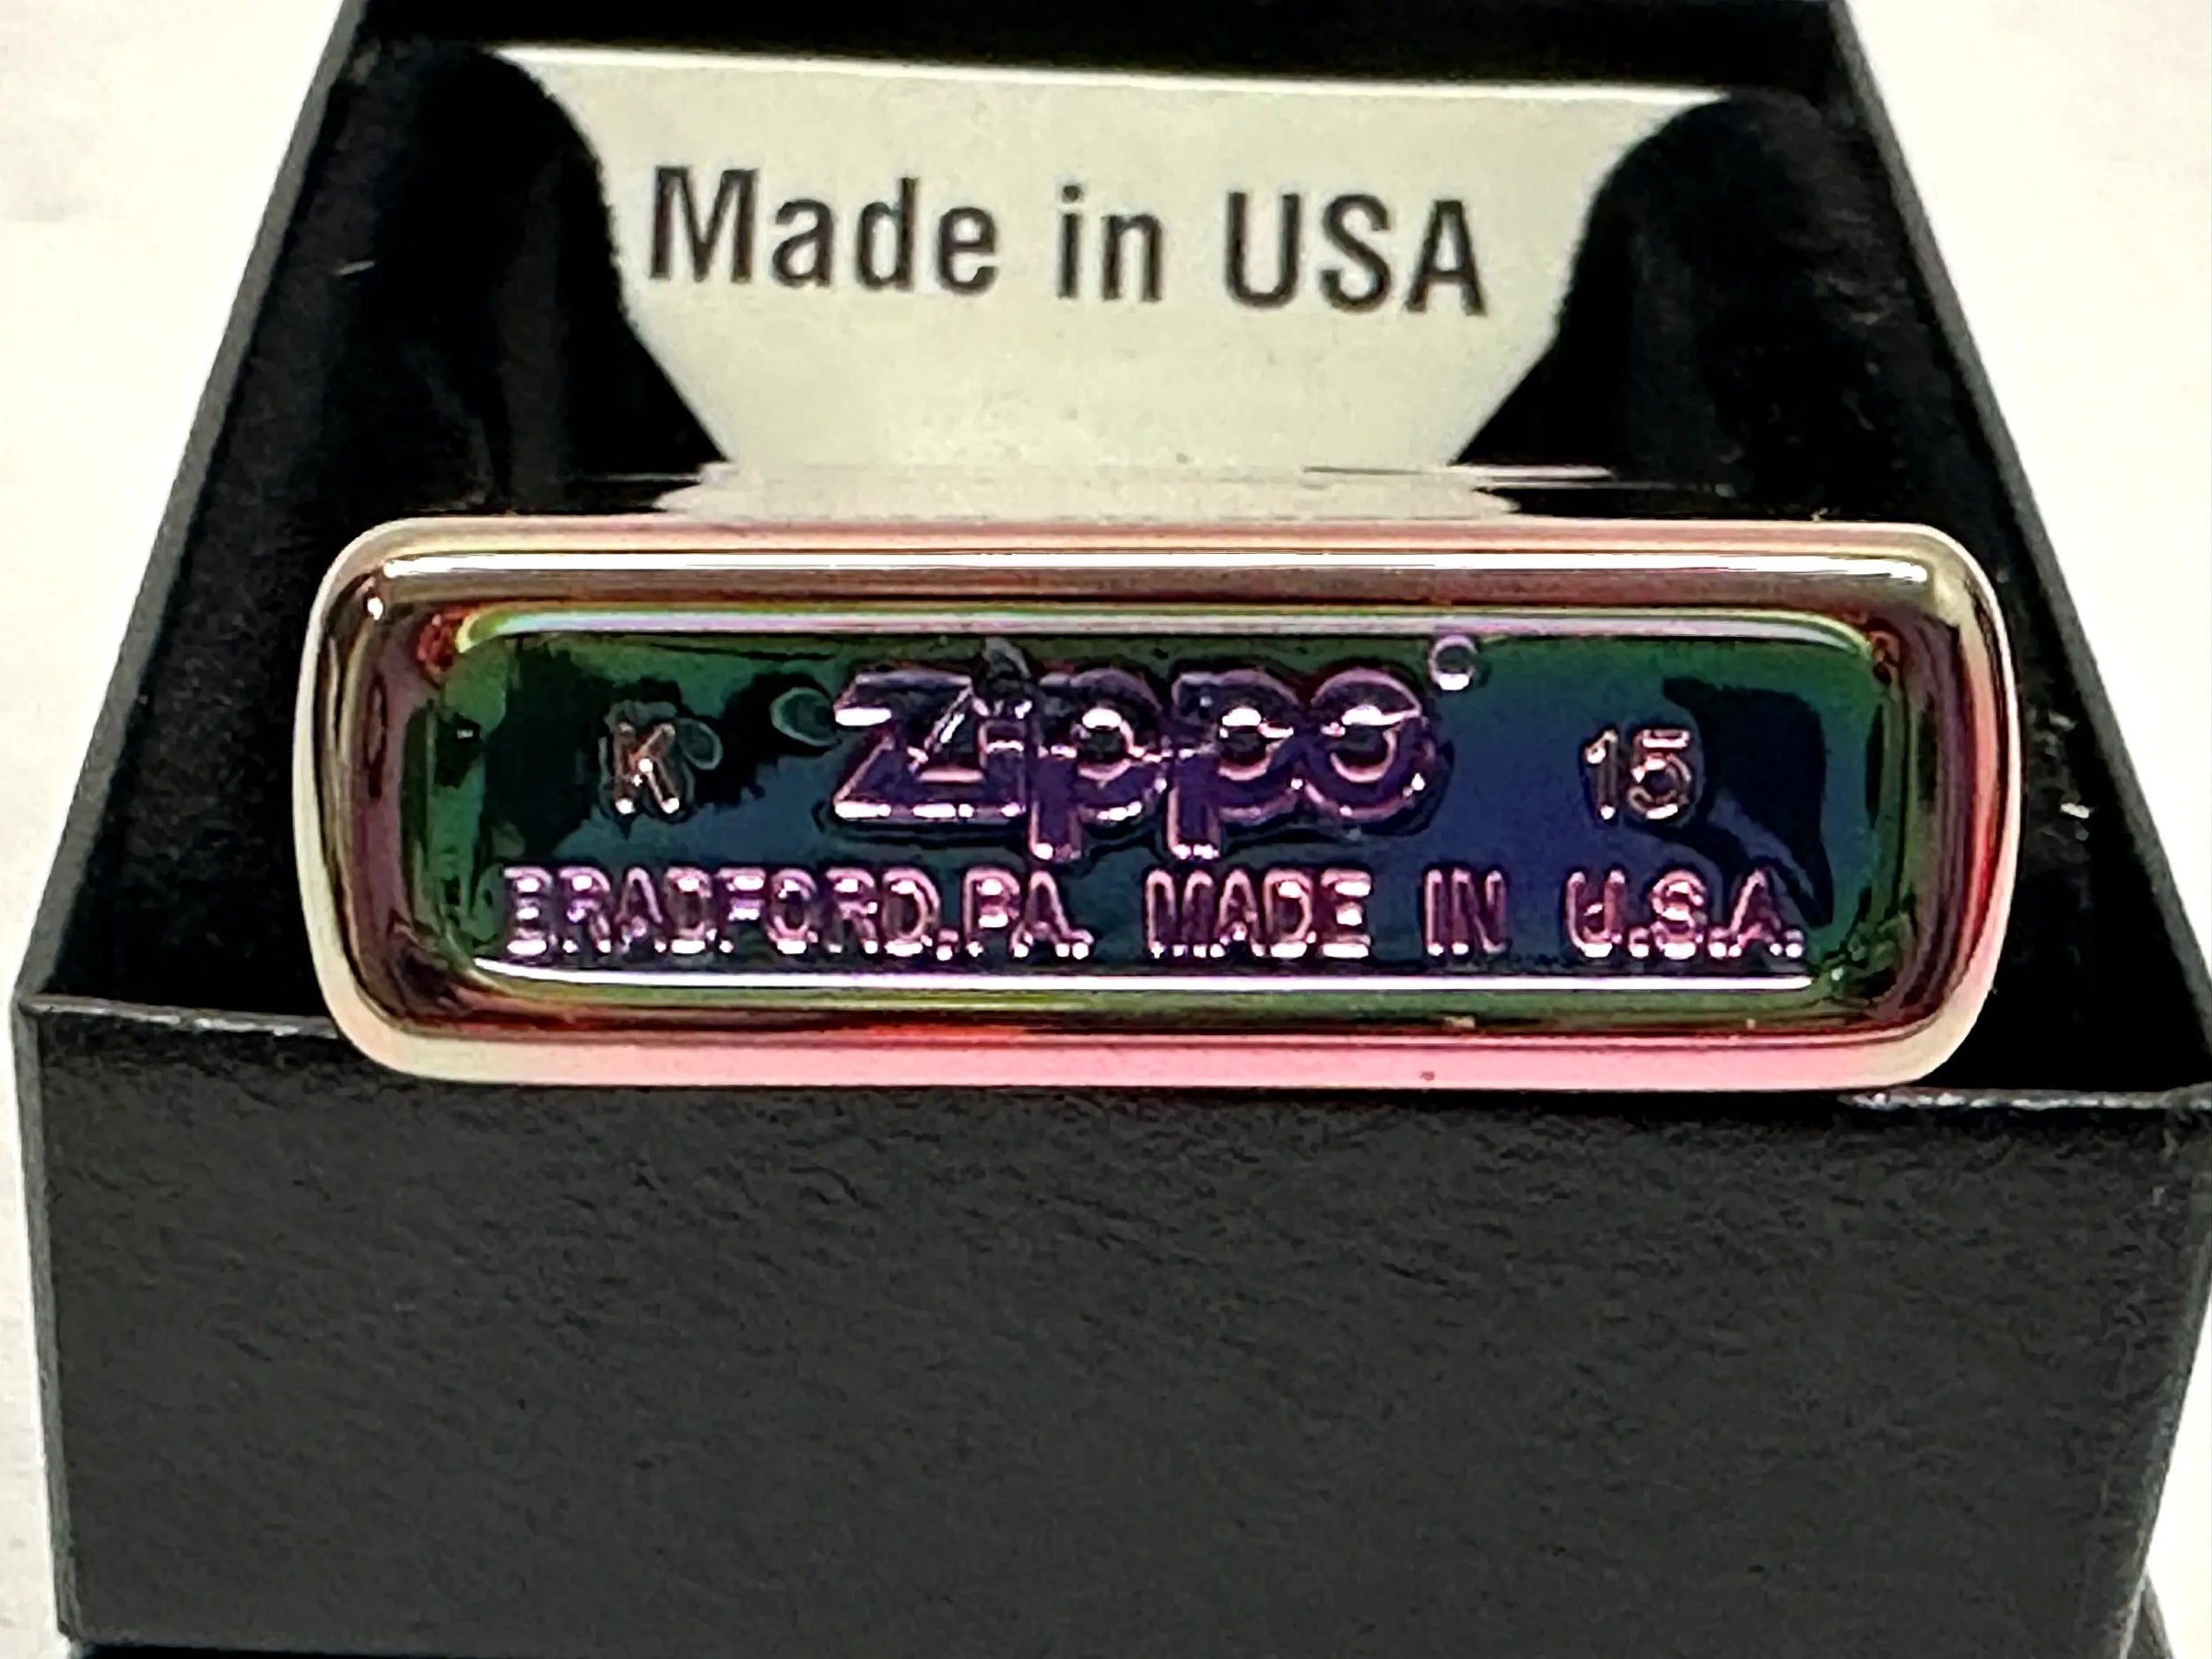 Made in USA
K zippo 15
BRADFORD,PA. MADE IN U.S.A.